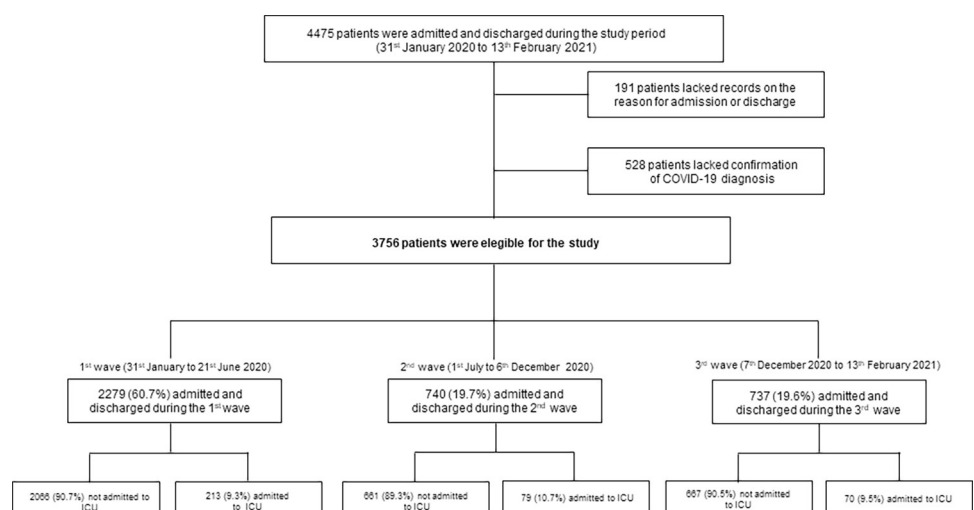 4475 patients were admitted and discharged during the study period
(31st January 2020 to 13th February 2021)
191 patients lacked records on the
reason for admission or discharge
528 patients lacked confirmation
of COVID-19 diagnosis
3756 patients were elegible for the study
1st wave (31st January to 21st June 2020)
2nd wave (1st July to 6th December 2020)
3rd wave (7th December 2020 to 13th February 2021)
2279 (60.7%) admitted and
discharged during the 1st wave
740 (19.7%) admitted and
discharged during the 2nd wave
737 (19.6%) admitted and
discharged during the 3rd wave
2066 (90.7%) not admitted to
ICU
213 (9.3%) admitted
to ICU
661 (89.3%) not admitted to
ICU
79 (10.7%) admitted to ICU
667 (90.5%) not admitted to
ICU
70 (9.5%) admitted to ICU